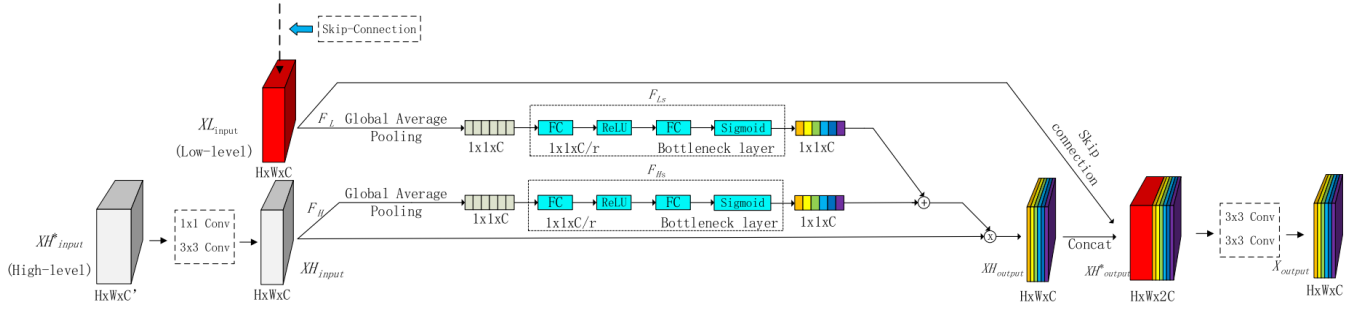 Skip-Connection
XL_input
(Low-level)
HxWxC
F_L
Global Average
Pooling
1x1xC
F_Ls
FC
ReLU
FC
Sigmoid
1x1xC/r
Bottleneck layer
1x1xC
Skip
connection
XH*_input
(High-level)
HxWxC'
1x1 Conv
3x3 Conv
HxWxC
XH_input
F_H
Global Average
Pooling
1x1xC
F_Hs
FC
ReLU
FC
Sigmoid
1x1xC/r
Bottleneck layer
1x1xC
+
x
XH_output
HxWxC
Concat
XH*_output
HxWx2C
3x3 Conv
3x3 Conv
X_output
HxWxC